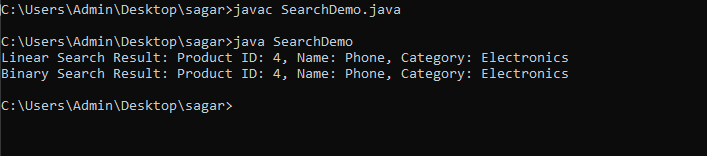 C:\Users\Admin\Desktop\sagar>javac SearchDemo.java
C:\Users\Admin\Desktop\sagar>java SearchDemo
Linear Search Result: Product ID: 4, Name: Phone, Category: Electronics
Binary Search Result: Product ID: 4, Name: Phone, Category: Electronics
C:\Users\Admin\Desktop\sagar>